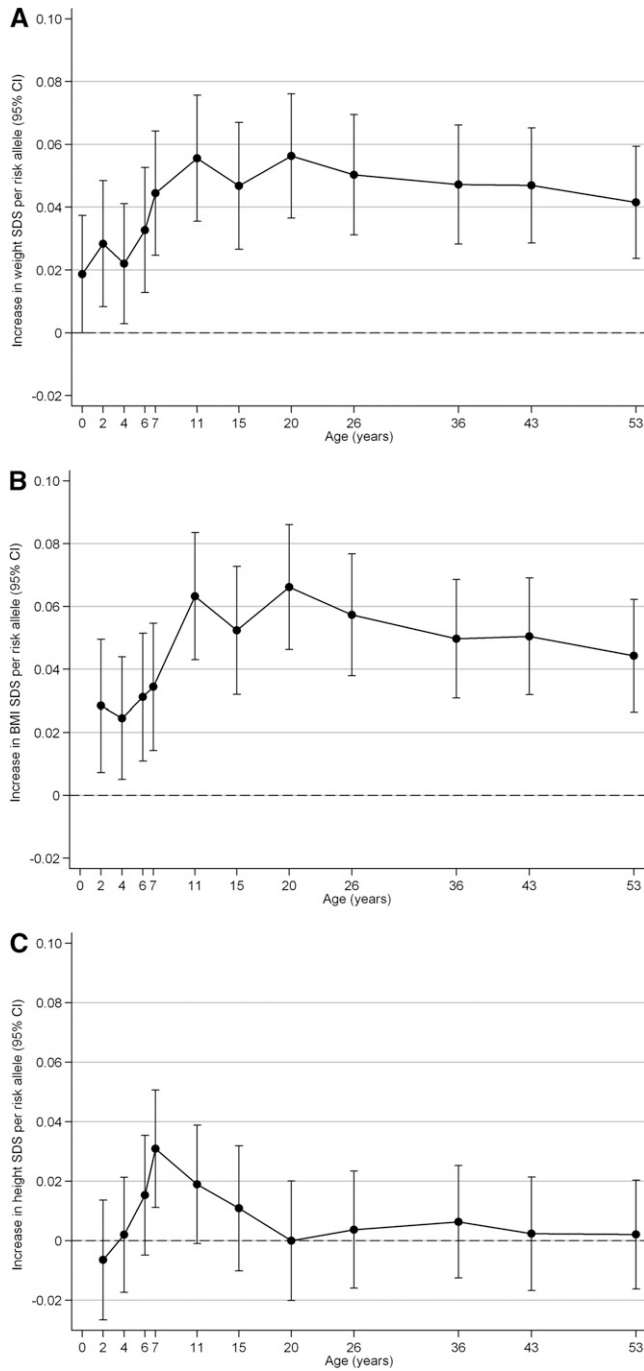 A
Increase in weight SDS per risk allele (95% CI)
0.10
0.08
0.06
0.04
0.02
0
-0.02
0 2 4 6 7 11 15 20 26 36 43 53
Age (years)
B
Increase in BMI SDS per risk allele (95% CI)
0.10
0.08
0.06
0.04
0.02
0
-0.02
0 2 4 6 7 11 15 20 26 36 43 53
Age (years)
C
Increase in height SDS per risk allele (95% CI)
0.10
0.08
0.06
0.04
0.02
0
-0.02
0 2 4 6 7 11 15 20 26 36 43 53
Age (years)